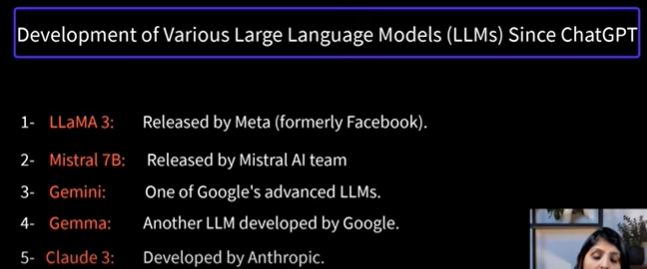 Development of Various Large Language Models (LLMs) Since ChatGPT
1- LLaMA 3: Released by Meta (formerly Facebook).
2- Mistral 7B: Released by Mistral AI team
3- Gemini: One of Google's advanced LLMs.
4- Gemma: Another LLM developed by Google.
5- Claude 3: Developed by Anthropic.